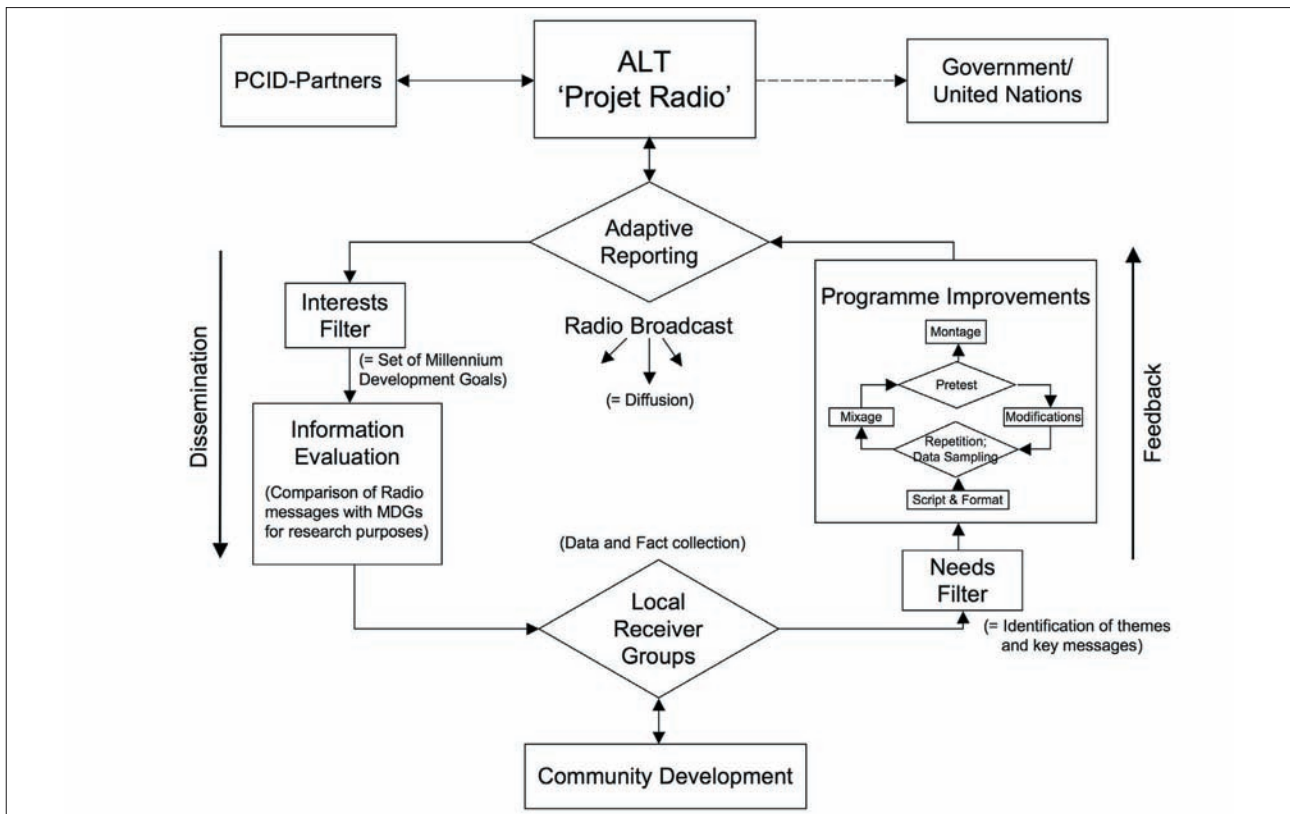 PCID-Partners
ALT
‘Projet Radio’
Government/
United Nations
Adaptive
Reporting
Interests
Filter
(= Set of Millennium
Development Goals)
Radio Broadcast
(= Diffusion)
Dissemination
Information
Evaluation
(Comparison of Radio
messages with MDGs
for research purposes)
Programme Improvements
Montage
Pretest
Mixage
Modifications
Repetition;
Data Sampling
Script & Format
Feedback
(Data and Fact collection)
Local
Receiver
Groups
Needs
Filter
(= Identification of themes
and key messages)
Community Development